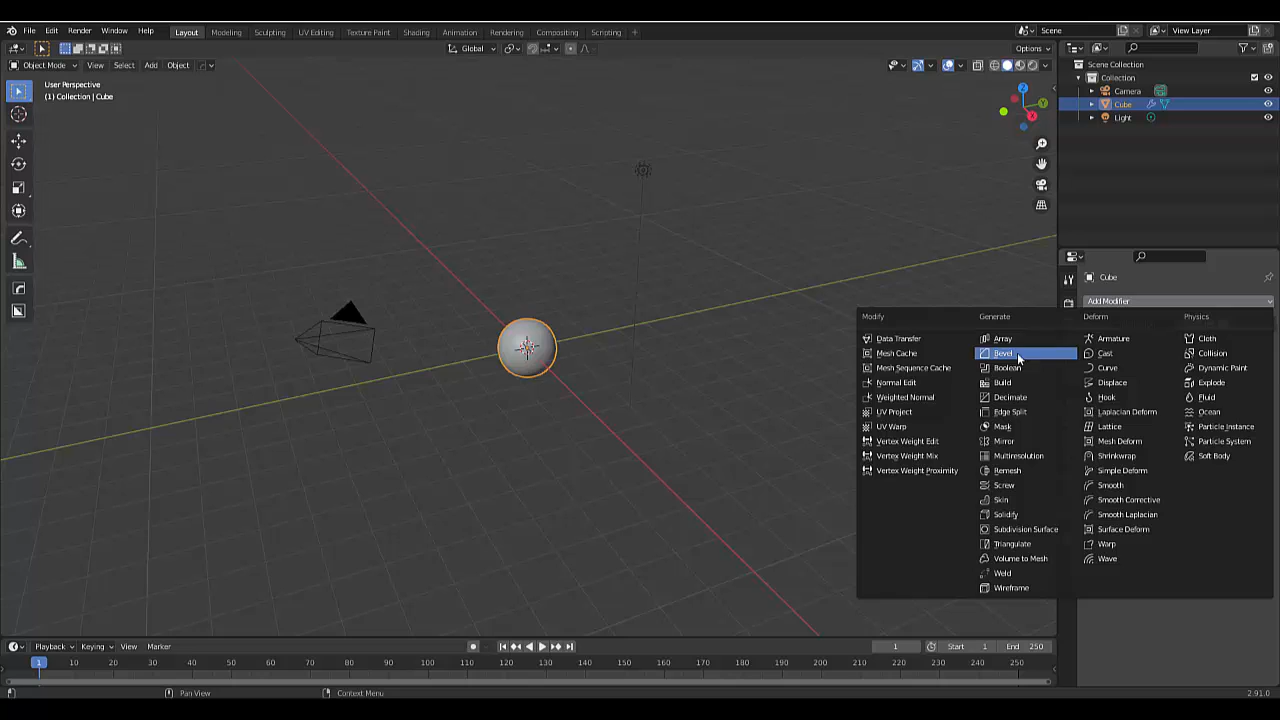 File Edit Render Window Help Layout Modeling Sculpting UV Editing Texture Paint Shading Animation Rendering Compositing Scripting + Scene View Layer
Global Options
Object Mode View Select Add Object
User Perspective
(1) Collection | Cube
Scene Collection
Collection
Camera
Cube
Light
X
Y
Z
Cube
Add Modifier
Modify
Data Transfer
Mesh Cache
Mesh Sequence Cache
Normal Edit
Weighted Normal
UV Project
UV Warp
Vertex Weight Edit
Vertex Weight Mix
Vertex Weight Proximity
Generate
Array
Bevel
Boolean
Build
Decimate
Edge Split
Mask
Mirror
Multiresolution
Remesh
Screw
Skin
Solidify
Subdivision Surface
Triangulate
Volume to Mesh
Weld
Wireframe
Deform
Armature
Cast
Curve
Displace
Hook
Laplacian Deform
Lattice
Mesh Deform
Shrinkwrap
Simple Deform
Smooth
Smooth Corrective
Smooth Laplacian
Surface Deform
Warp
Wave
Physics
Cloth
Collision
Dynamic Paint
Explode
Fluid
Ocean
Particle Instance
Particle System
Soft Body
Playback Keying View Marker 1 Start 1 End 250
1 10 20 30 40 50 60 70 80 90 100 110 120 130 140 150 160 170 180 190 200 210 220 230 240 250
Pan View Context Menu 2.91.0